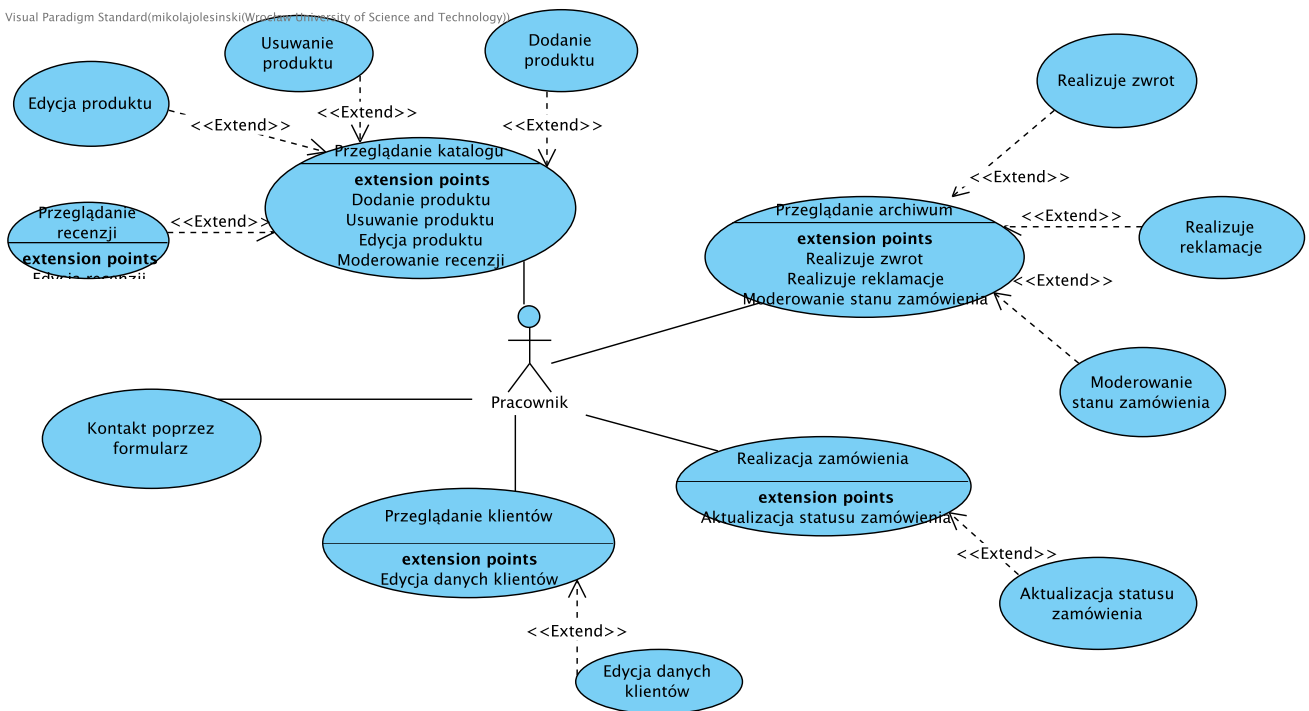 Visual Paradigm Standard(mikolajolesinski(Wroclaw University of Science and Technology))
Usuwanie
produktu
Dodanie
produktu
Edycja produktu
Realizuje zwrot
<<Extend>>
<<Extend>>
<<Extend>>
Przeglądanie katalogu
extension points
Dodanie produktu
Usuwanie produktu
Edycja produktu
Moderowanie recenzji
<<Extend>>
Przeglądanie
recenzji
extension points
Edycja recenzji
<<Extend>>
Przeglądanie archiwum
extension points
Realizuje zwrot
Realizuje reklamacje
Moderowanie stanu zamówienia
<<Extend>>
Realizuje
reklamacje
<<Extend>>
Moderowanie
stanu zamówienia
Pracownik
Kontakt poprzez
formularz
Realizacja zamówienia
extension points
Aktualizacja statusu zamówienia
Przeglądanie klientów
extension points
Edycja danych klientów
<<Extend>>
Aktualizacja statusu
zamówienia
<<Extend>>
Edycja danych
klientów